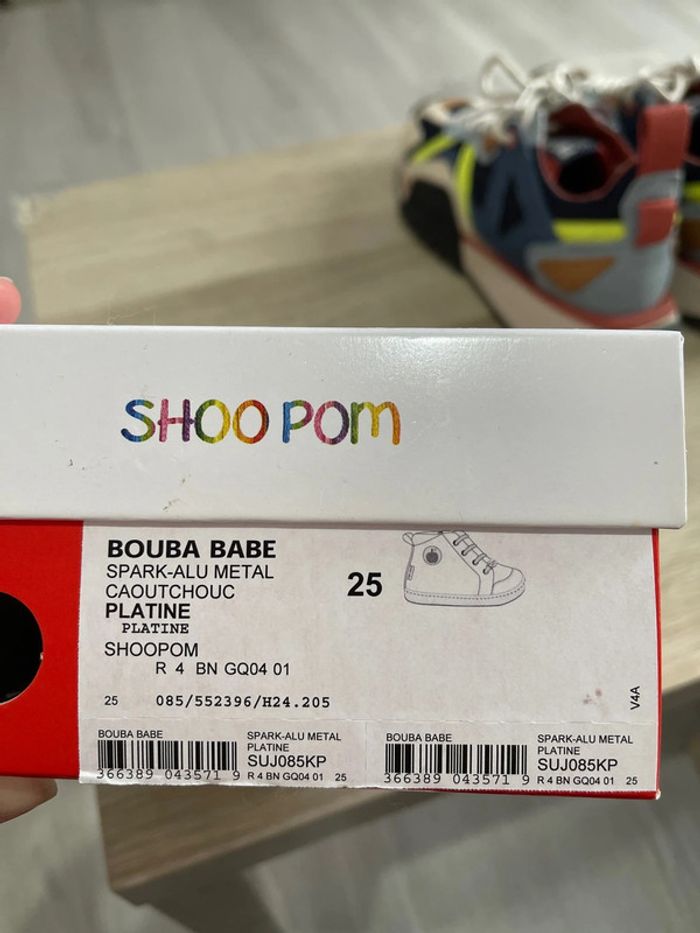 SHOO POM
BOUBA BABE
SPARK-ALU METAL
CAOUTCHOUC
PLATINE
PLATINE
SHOOPOM
R 4 BN GQ04 01
25
25 085/552396/H24.205
V4A
BOUBA BABE SPARK-ALU METAL
PLATINE
SUJ085KP
366389 043571 9 R 4 BN GQ04 01 25
BOUBA BABE SPARK-ALU METAL
PLATINE
SUJ085KP
366389 043571 9 R 4 BN GQ04 01 25